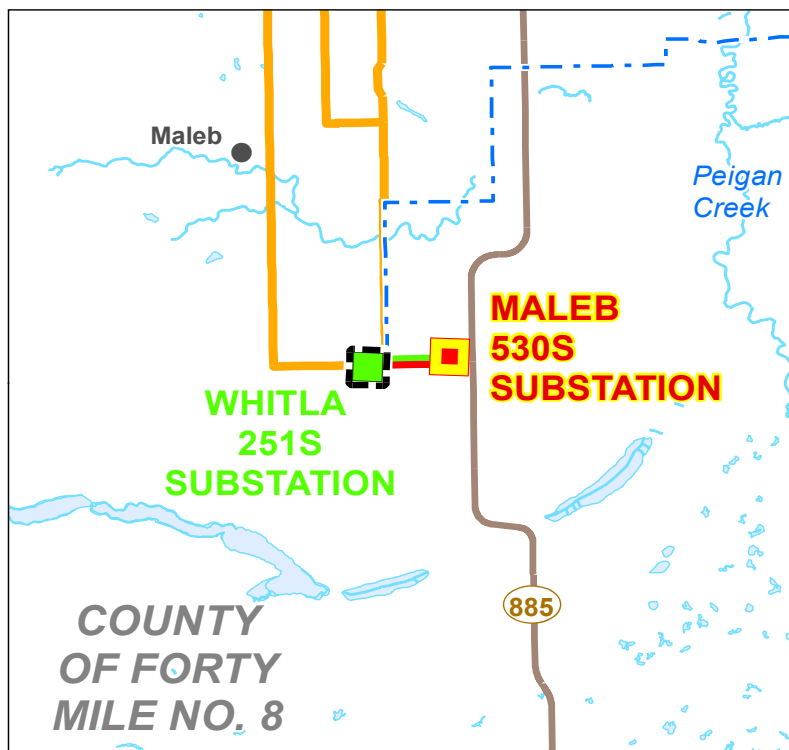 Maleb
Peigan
Creek
MALEB
530S
SUBSTATION
WHITLA
251S
SUBSTATION
885
COUNTY
OF FORTY
MILE NO. 8